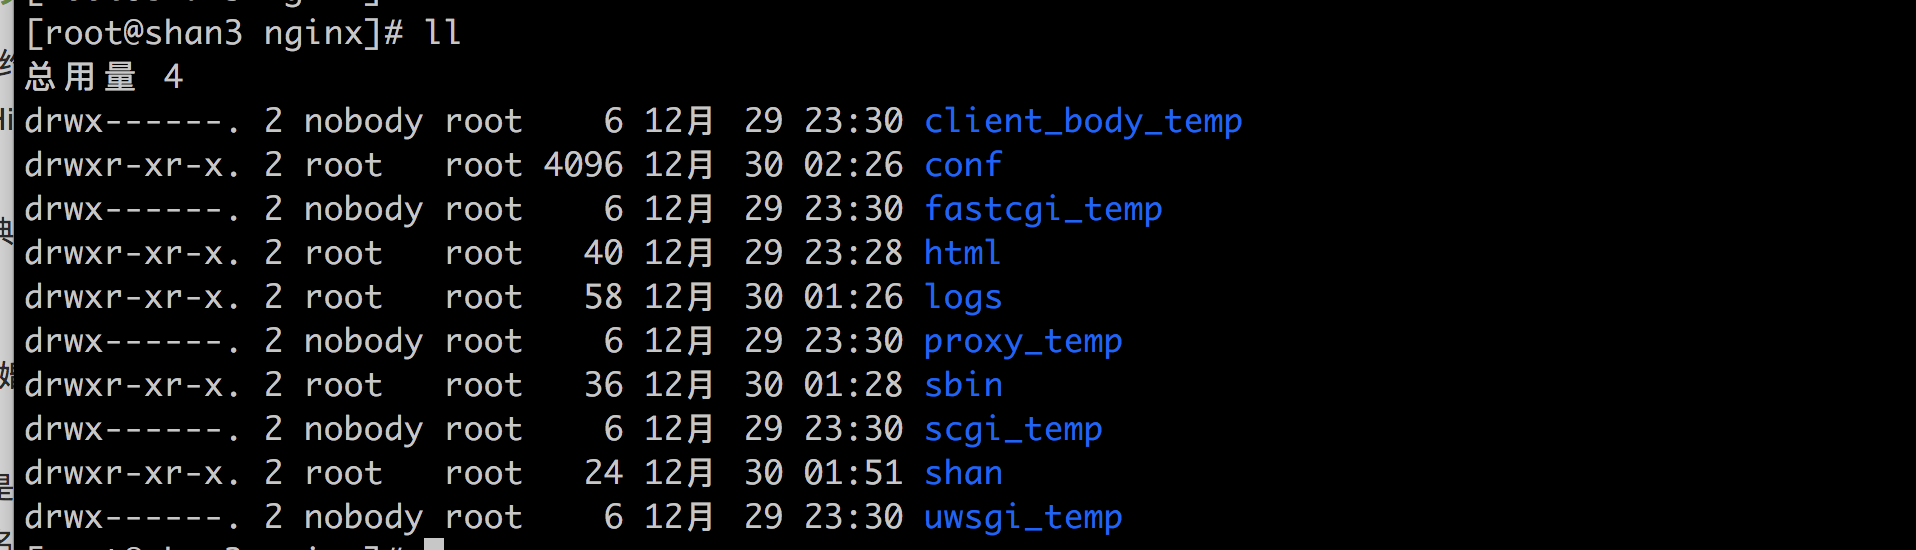 [root@shan3 nginx]# ll
总用量 4
drwx------. 2 nobody root    6 12月  29 23:30 client_body_temp
drwxr-xr-x. 2 root   root 4096 12月  30 02:26 conf
drwx------. 2 nobody root    6 12月  29 23:30 fastcgi_temp
drwxr-xr-x. 2 root   root   40 12月  29 23:28 html
drwxr-xr-x. 2 root   root   58 12月  30 01:26 logs
drwx------. 2 nobody root    6 12月  29 23:30 proxy_temp
drwxr-xr-x. 2 root   root   36 12月  30 01:28 sbin
drwx------. 2 nobody root    6 12月  29 23:30 scgi_temp
drwxr-xr-x. 2 root   root   24 12月  30 01:51 shan
drwx------. 2 nobody root    6 12月  29 23:30 uwsgi_temp